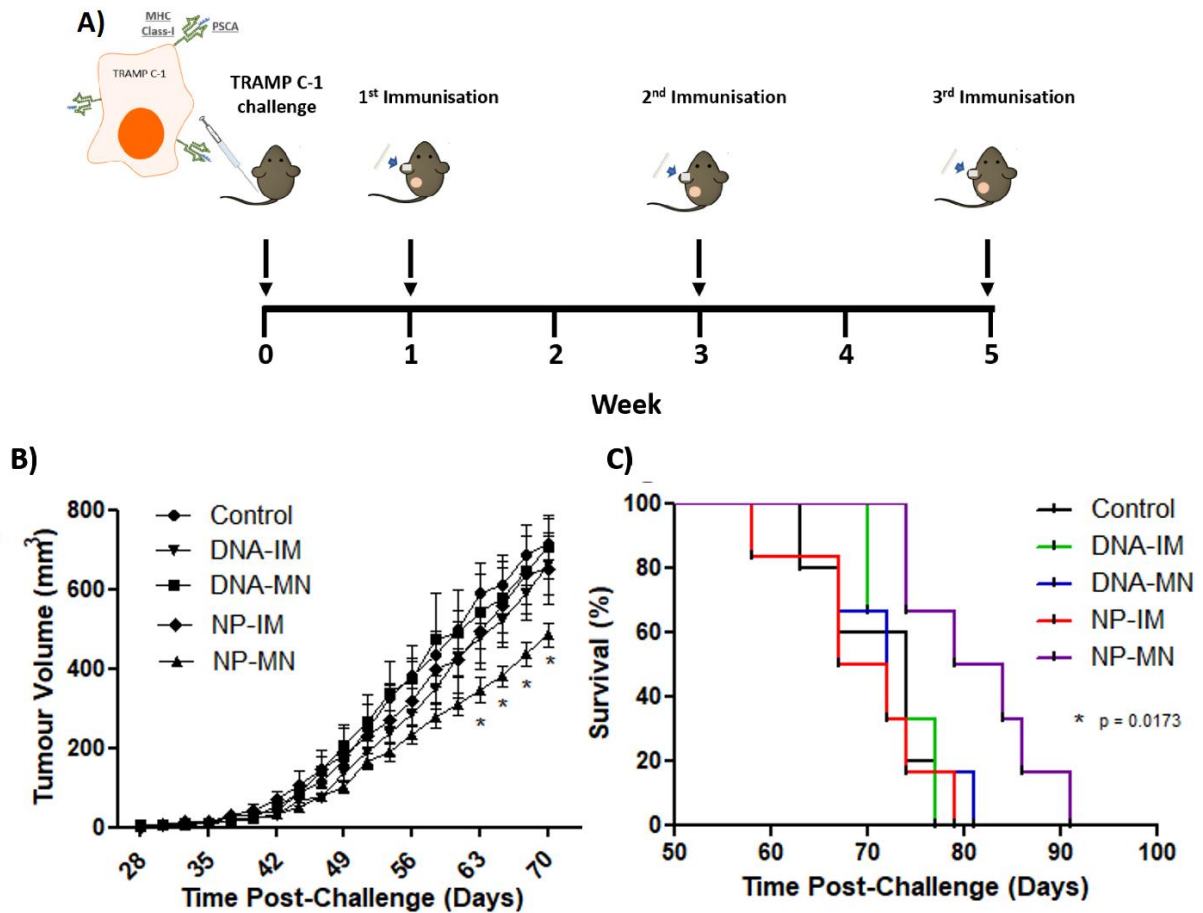 A)
MHC
Class-I
PSCA
TRAMP C-1
TRAMP C-1
challenge
1st Immunisation
2nd Immunisation
3rd Immunisation
0
1
2
3
4
5
Week
B)
800
600
400
200
0
Tumour Volume (mm3)
Control
DNA-IM
DNA-MN
NP-IM
NP-MN
*
*
*
*
28
35
42
49
56
63
70
Time Post-Challenge (Days)
C)
100
80
60
40
20
0
Survival (%)
Control
DNA-IM
DNA-MN
NP-IM
NP-MN
* p = 0.0173
50
60
70
80
90
100
Time Post-Challenge (Days)